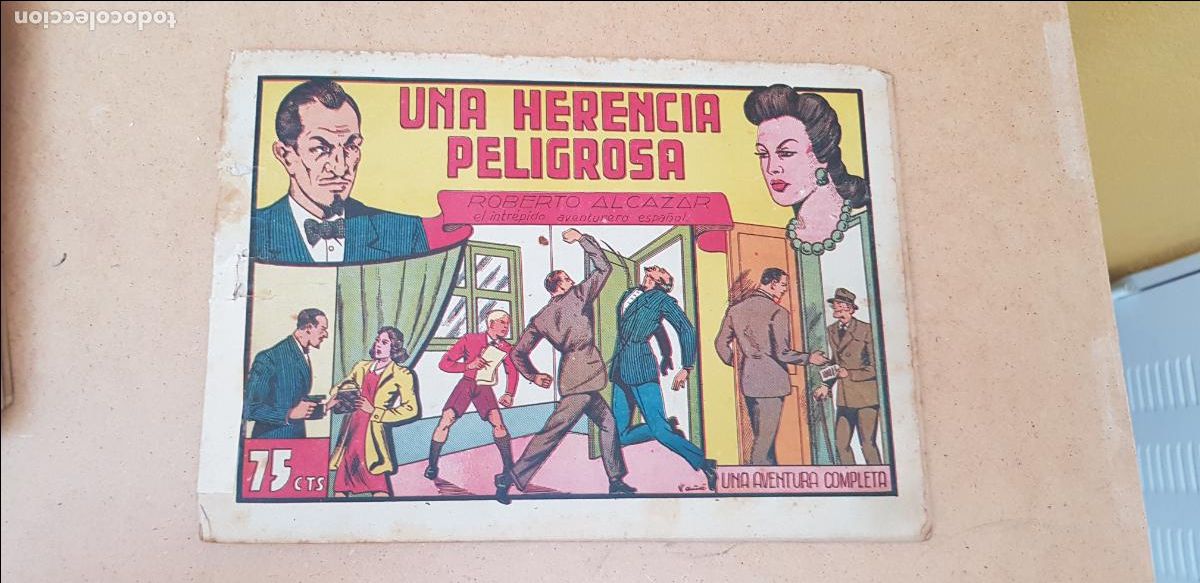 todocoleccion
UNA HERENCIA
PELIGROSA
ROBERTO ALCAZAR
el intrépido aventurero español
75 CTS
UNA AVENTURA COMPLETA